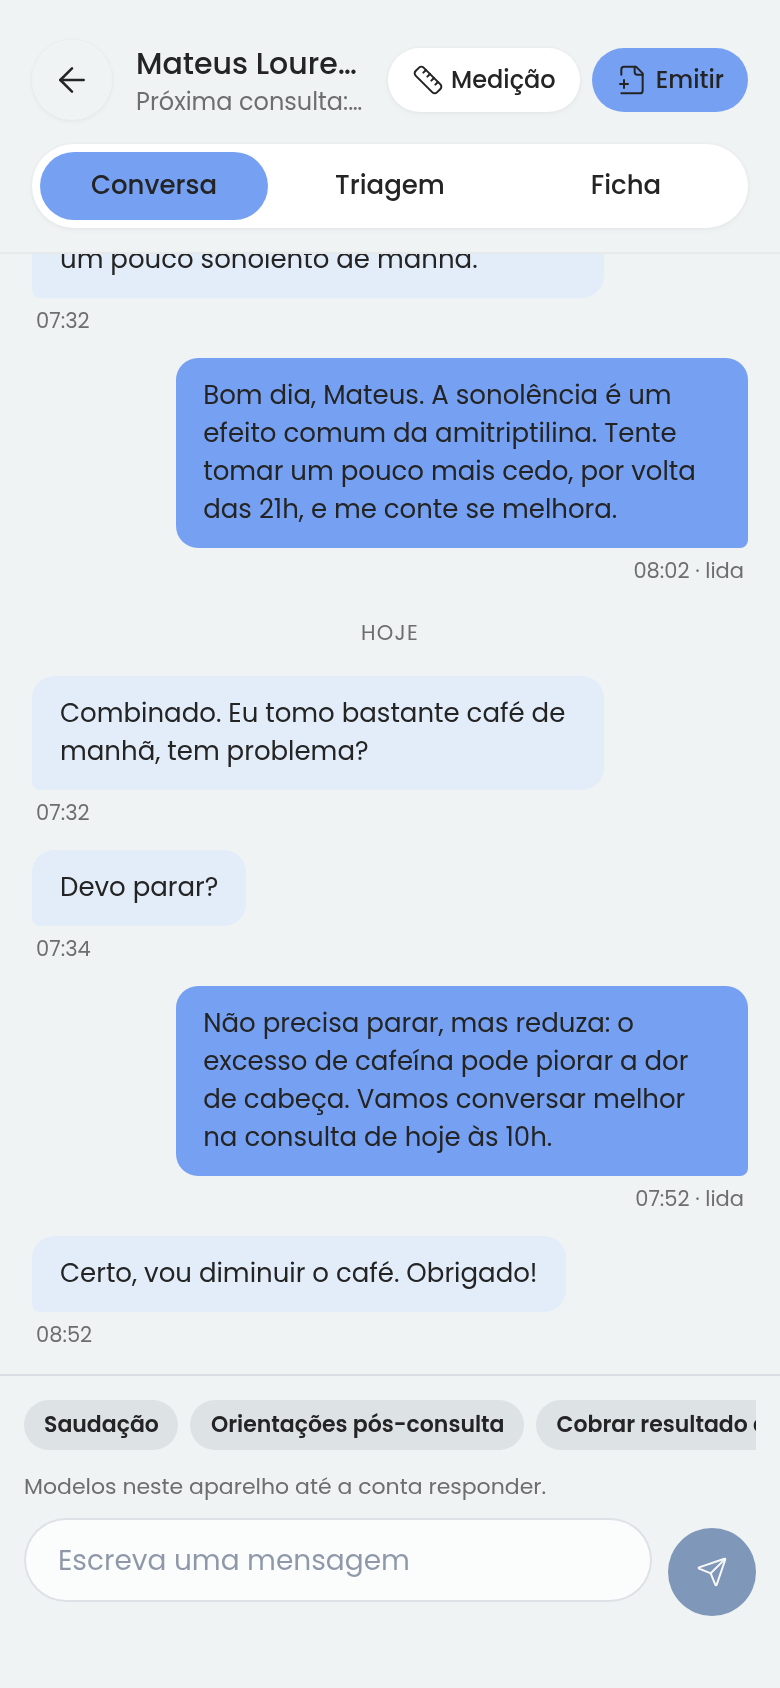 Mateus Loure...
Próxima consulta:...
Medição
Emitir
Conversa
Triagem
Ficha
um pouco sonolento de manhã.
07:32
Bom dia, Mateus. A sonolência é um
efeito comum da amitriptilina. Tente
tomar um pouco mais cedo, por volta
das 21h, e me conte se melhora.
08:02 · lida
HOJE
Combinado. Eu tomo bastante café de
manhã, tem problema?
07:32
Devo parar?
07:34
Não precisa parar, mas reduza: o
excesso de cafeína pode piorar a dor
de cabeça. Vamos conversar melhor
na consulta de hoje às 10h.
07:52 · lida
Certo, vou diminuir o café. Obrigado!
08:52
Saudação
Orientações pós-consulta
Cobrar resultado
Modelos neste aparelho até a conta responder.
Escreva uma mensagem